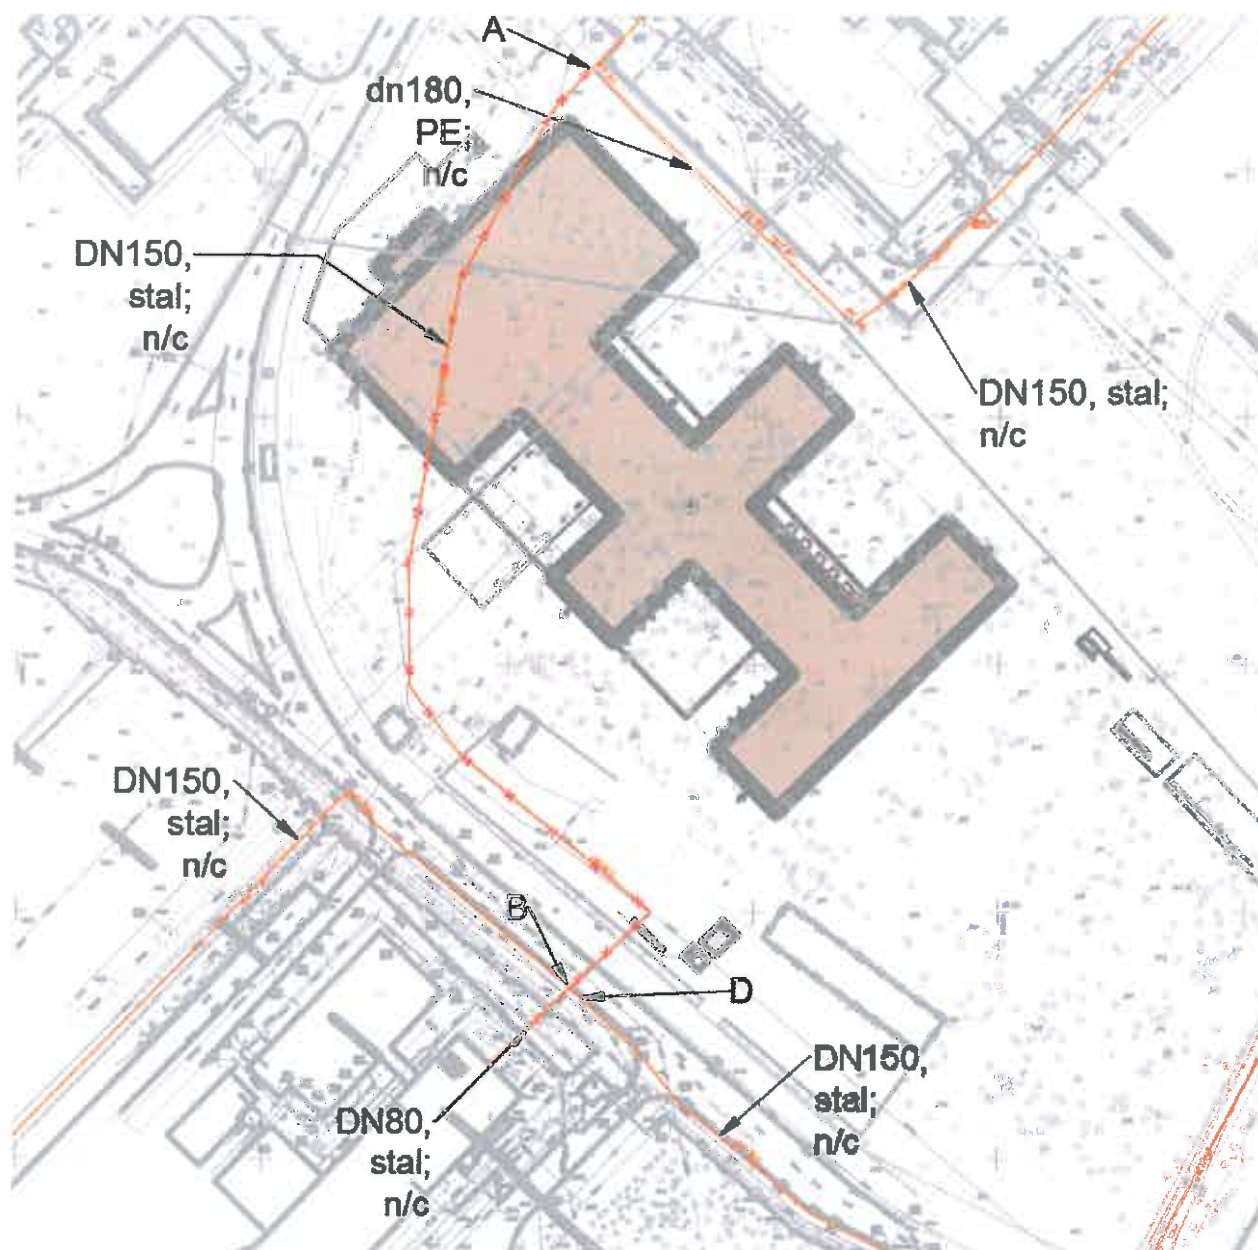 A
dn180,
PE;
n/c
DN150,
stal;
n/c
DN150, stal;
n/c
DN150,
stal;
n/c
B
D
DN150,
stal;
n/c
DN80,
stal;
n/c